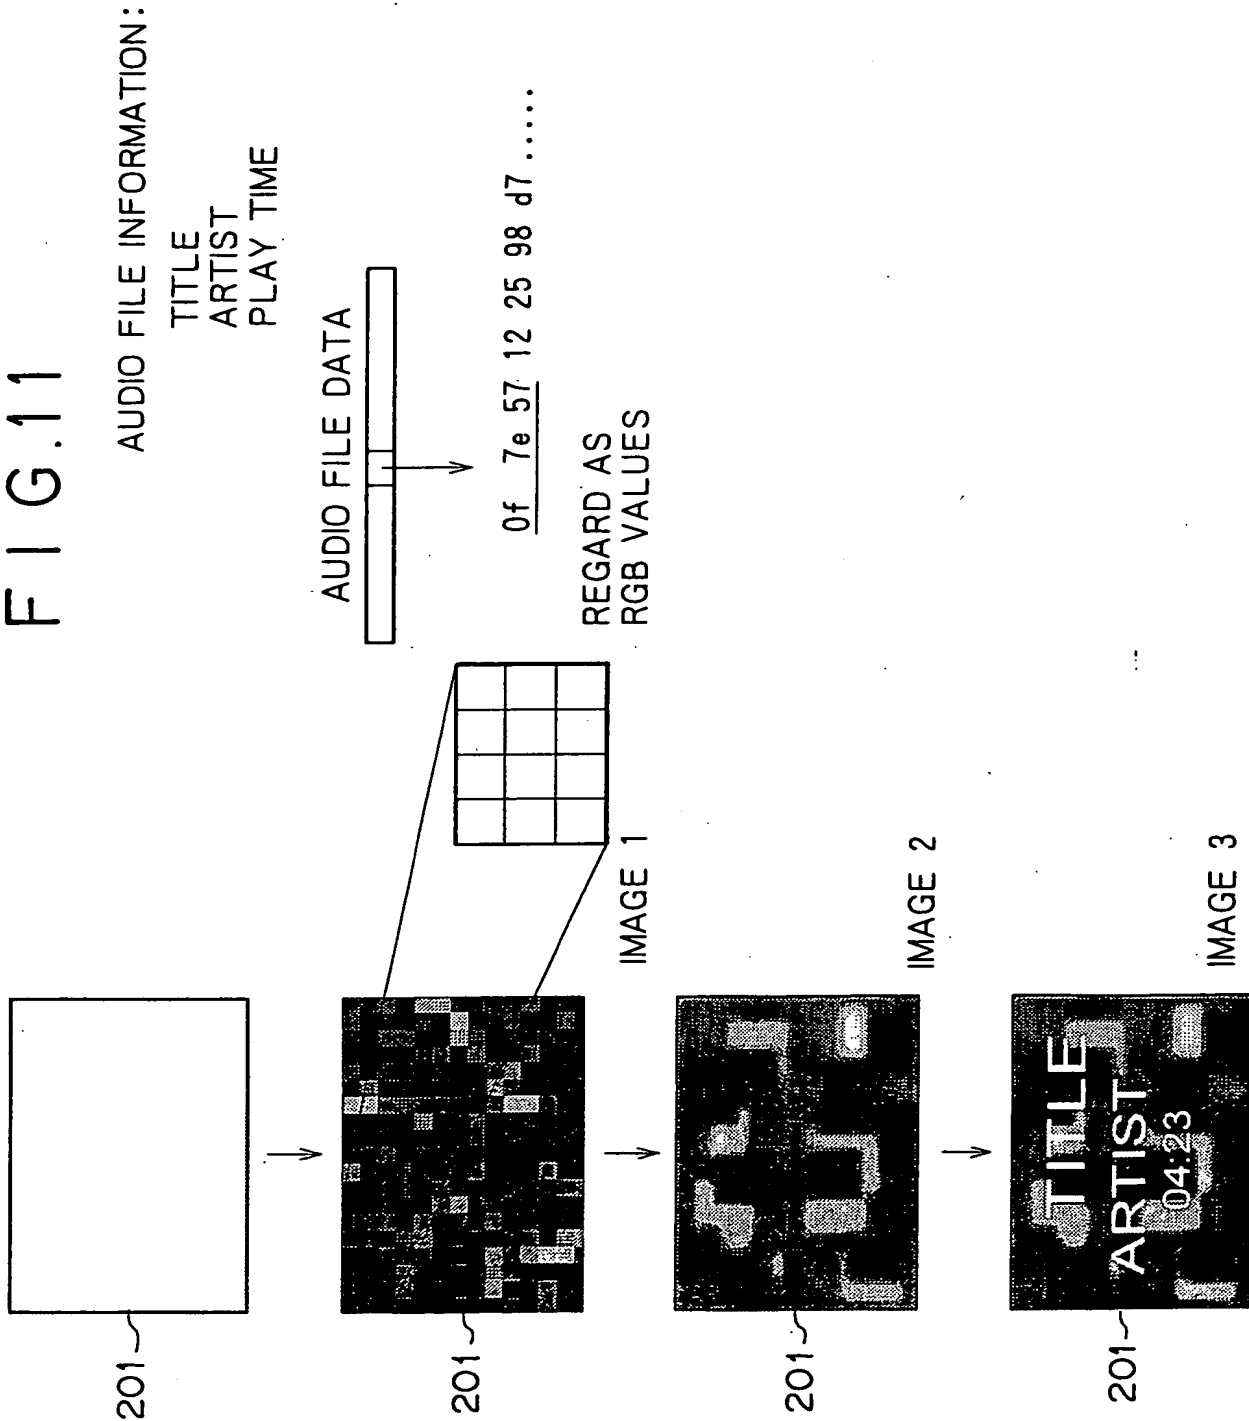 FIG.11
AUDIO FILE INFORMATION:
TITLE
ARTIST
PLAY TIME
AUDIO FILE DATA
0f 7e 57 12 25 98 d7 .....
REGARD AS
RGB VALUES
201
201
IMAGE 1
201
IMAGE 2
201
TITLE
ARTIST
04:23
IMAGE 3